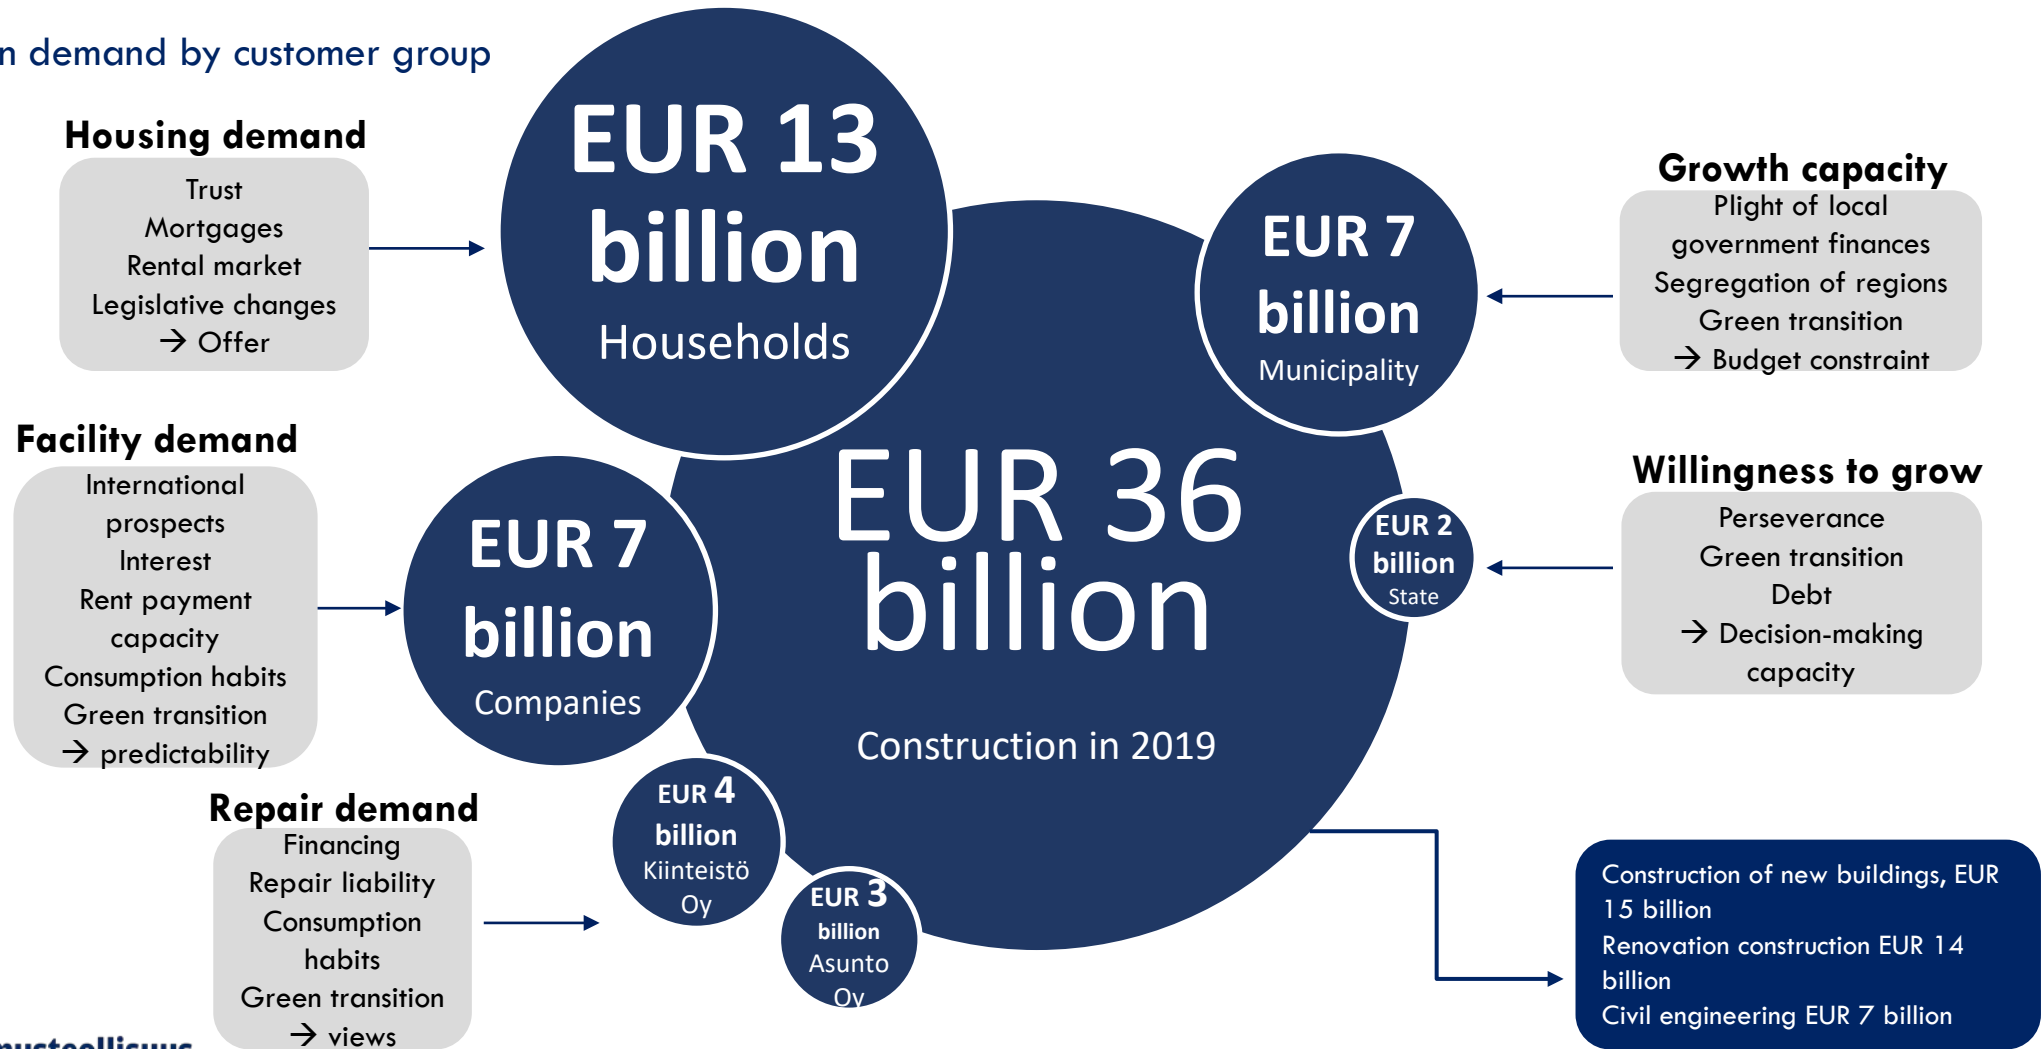 demand by customer group
Housing demand
Trust
Mortgages
Rental market
Legislative changes
→ Offer
EUR 13
billion
Households
EUR 7
billion
Municipality
Growth capacity
Plight of local
government finances
Segregation of regions
Green transition
→ Budget constraint
Facility demand
International
prospects
Interest
Rent payment
capacity
Consumption habits
Green transition
→ predictability
EUR 7
billion
Companies
EUR 36
billion
Construction in 2019
EUR 2
billion
State
Willingness to grow
Perseverance
Green transition
Debt
→ Decision-making
capacity
Repair demand
Financing
Repair liability
Consumption
habits
Green transition
→ views
EUR 4
billion
Kiinteistö
Oy
EUR 3
billion
Asunto
Oy
Construction of new buildings, EUR
15 billion
Renovation construction EUR 14
billion
Civil engineering EUR 7 billion